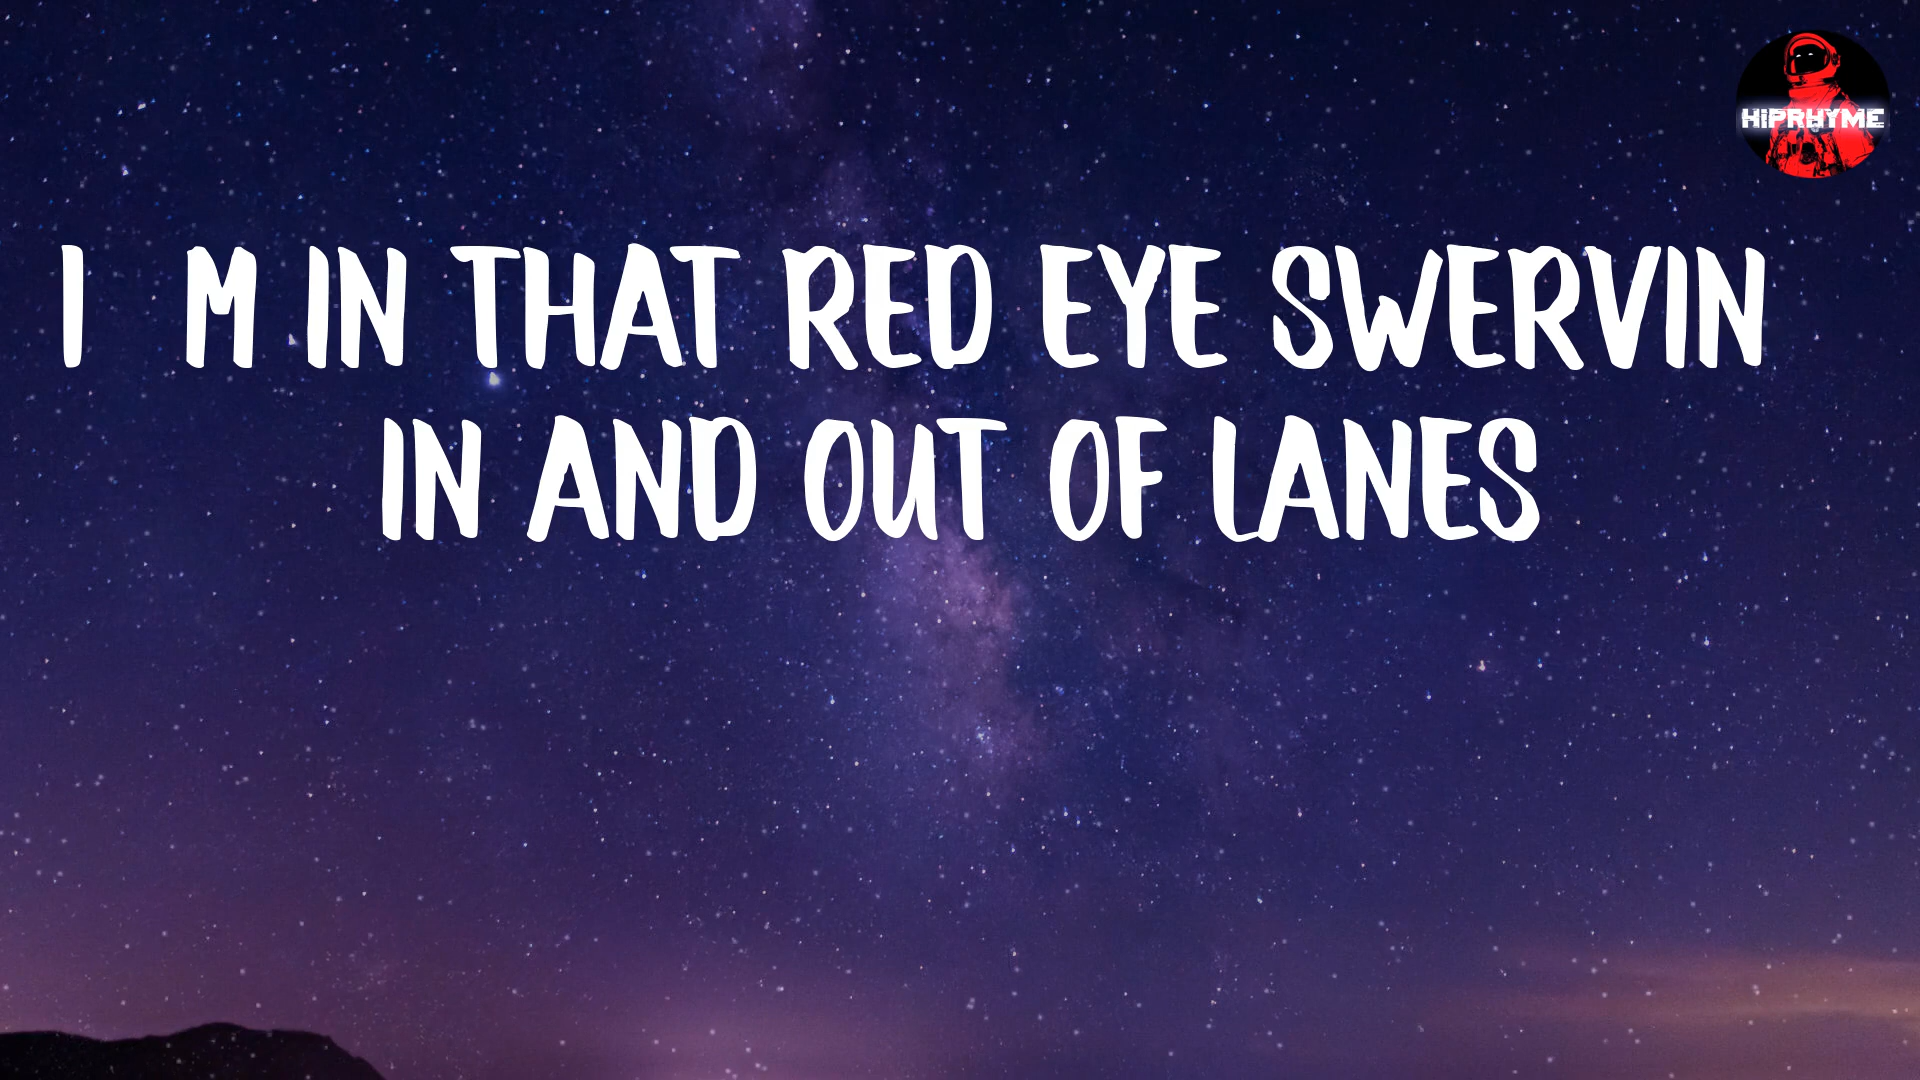 HIPRHYME
I M IN THAT RED EYE SWERVIN
IN AND OUT OF LANES